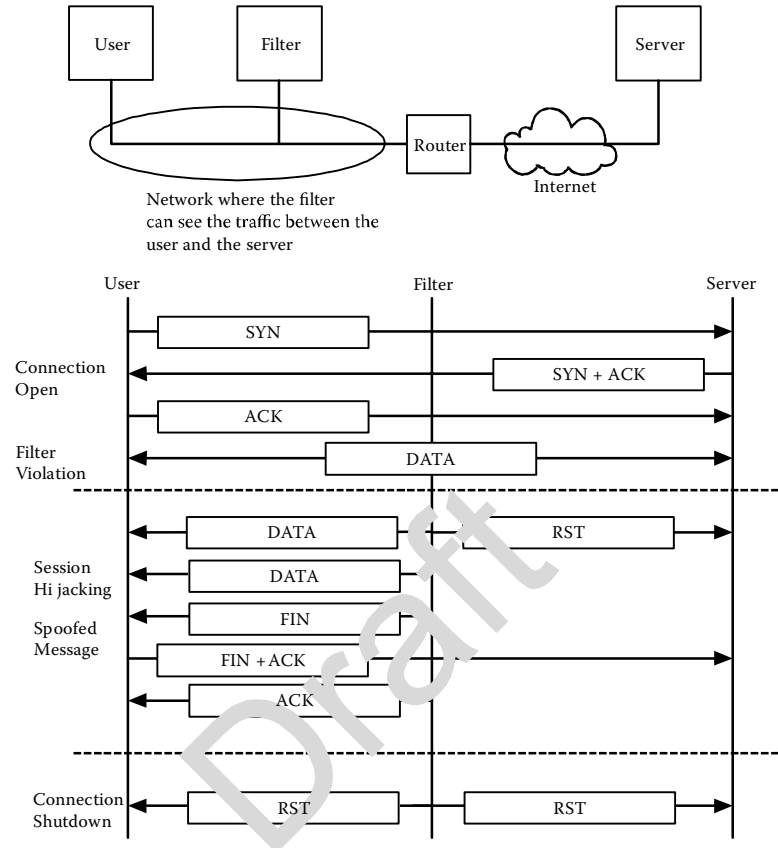 User
Filter
Server
Router
Internet
Network where the filter
can see the traffic between the
user and the server
User
Filter
Server
SYN
Connection
Open
SYN + ACK
ACK
Filter
Violation
DATA
DATA
RST
Session
Hi jacking
DATA
FIN
Spoofed
Message
FIN +ACK
ACK
Connection
Shutdown
RST
RST
Draft